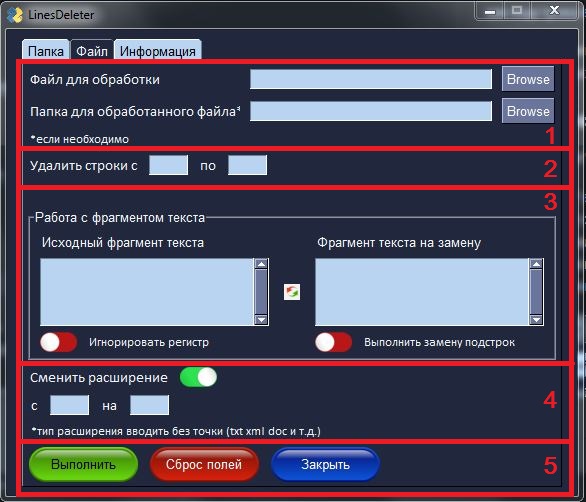 LinesDeleter
Папка Файл Информация
Файл для обработки Browse
Папка для обработанного файла* Browse
*если необходимо 1
Удалить строки с по 2
3
Работа с фрагментом текста
Исходный фрагмент текста Фрагмент текста на замену
Игнорировать регистр Выполнить замену подстрок
Сменить расширение
с на 4
*тип расширения вводить без точки (txt xml doc и т.д.)
Выполнить Сброс полей Закрыть 5